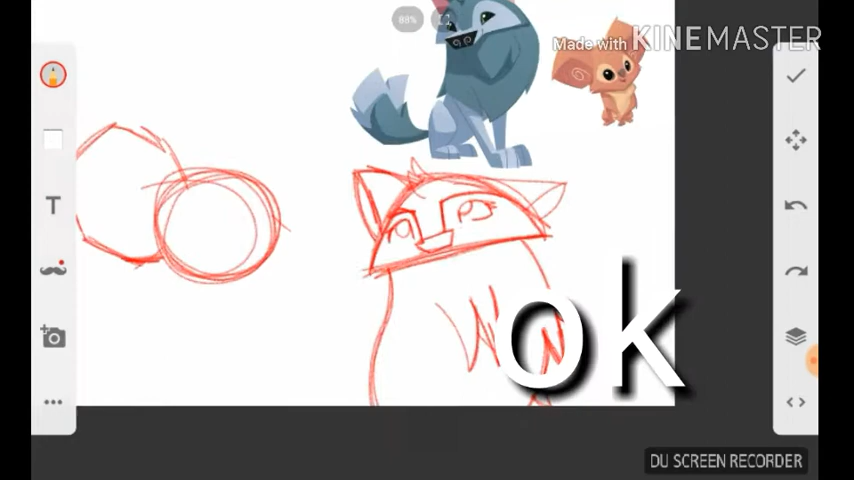 88%
Made with KINEMASTER
T
ok
DU SCREEN RECORDER